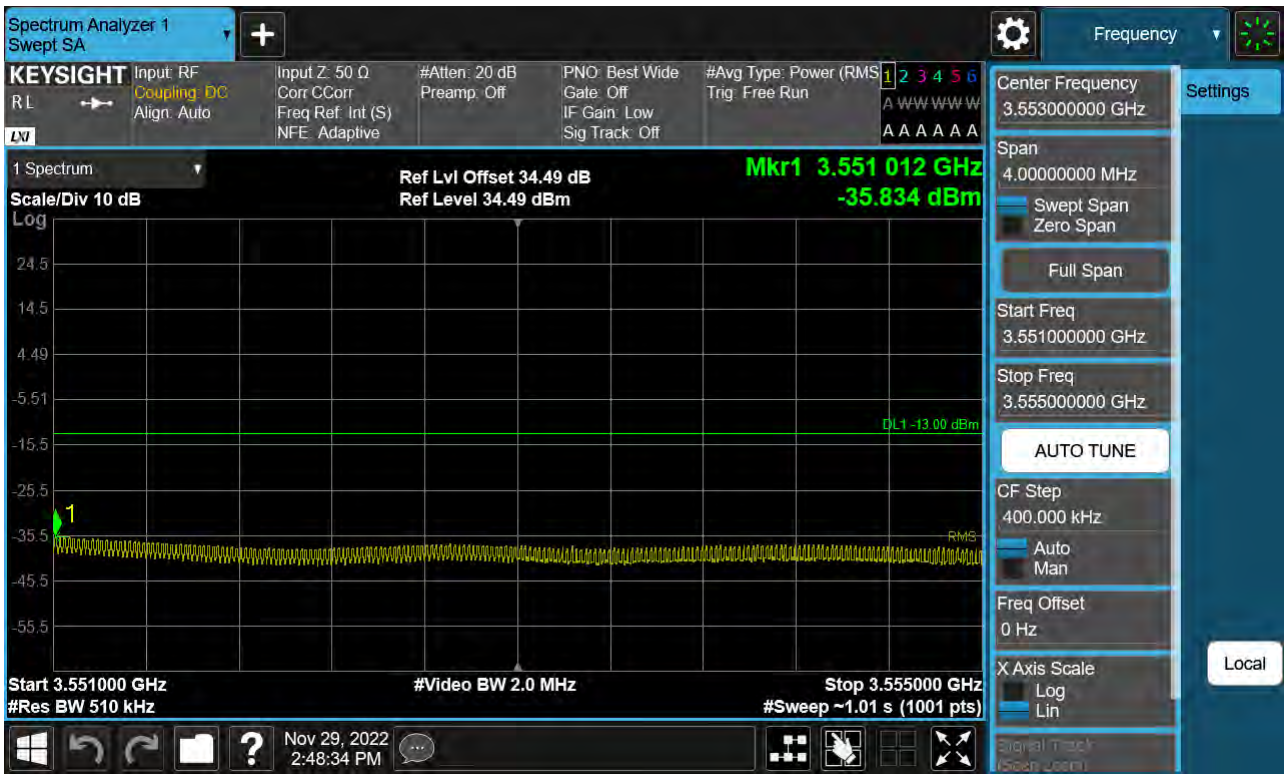 Spectrum Analyzer 1
Swept SA
+
Frequency
KEYSIGHT
RL
LXI
Input: RF
Coupling: DC
Align: Auto
Input Z: 50 Ω
Corr CCorr
Freq Ref: Int (S)
NFE: Adaptive
#Atten: 20 dB
Preamp: Off
PNO: Best Wide
Gate: Off
IF Gain: Low
Sig Track: Off
#Avg Type: Power (RMS
Trig: Free Run
1 2 3 4 5 6
A W W W W W
A A A A A A
1 Spectrum
Scale/Div 10 dB
Log
Ref Lvl Offset 34.49 dB
Ref Level 34.49 dBm
Mkr1 3.551 012 GHz
-35.834 dBm
24.5
14.5
4.49
-5.51
DL1 -13.00 dBm
-15.5
-25.5
1
-35.5
RMS
-45.5
-55.5
Start 3.551000 GHz
#Res BW 510 kHz
#Video BW 2.0 MHz
Stop 3.555000 GHz
#Sweep ~1.01 s (1001 pts)
?
Nov 29, 2022
2:48:34 PM
Center Frequency
3.553000000 GHz
Span
4.00000000 MHz
Swept Span
Zero Span
Full Span
Start Freq
3.551000000 GHz
Stop Freq
3.555000000 GHz
AUTO TUNE
CF Step
400.000 kHz
Auto
Man
Freq Offset
0 Hz
X Axis Scale
Log
Lin
Signal Track
(Span Zoom)
Settings
Local